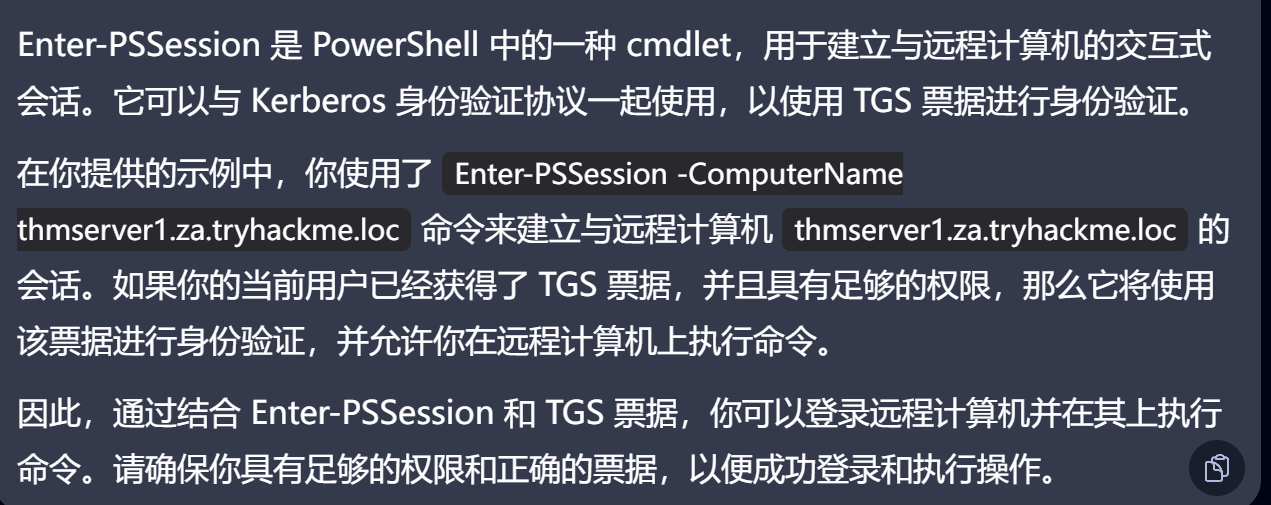 Enter-PSSession 是 PowerShell 中的一种 cmdlet，用于建立与远程计算机的交互式
会话。它可以与 Kerberos 身份验证协议一起使用，以使用 TGS 票据进行身份验证。
在你提供的示例中，你使用了 Enter-PSSession -ComputerName
thmserver1.za.tryhackme.loc 命令来建立与远程计算机 thmserver1.za.tryhackme.loc 的
会话。如果你的当前用户已经获得了 TGS 票据，并且具有足够的权限，那么它将使用
该票据进行身份验证，并允许你在远程计算机上执行命令。
因此，通过结合 Enter-PSSession 和 TGS 票据，你可以登录远程计算机并在其上执行
命令。请确保你具有足够的权限和正确的票据，以便成功登录和执行操作。